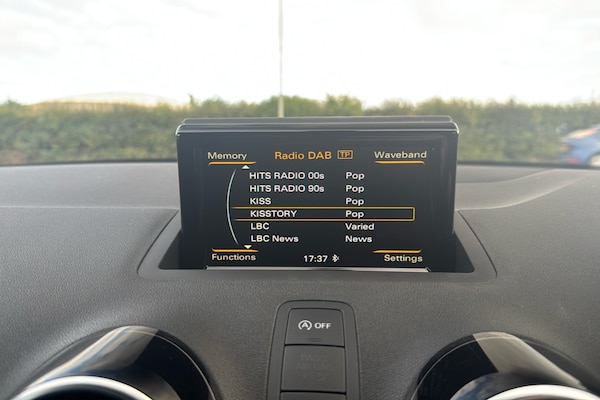 Memory Radio DAB TP Waveband
HITS RADIO 00s Pop
HITS RADIO 90s Pop
KISS Pop
KISSTORY Pop
LBC Varied
LBC News News
Functions 17:37 Settings
OFF